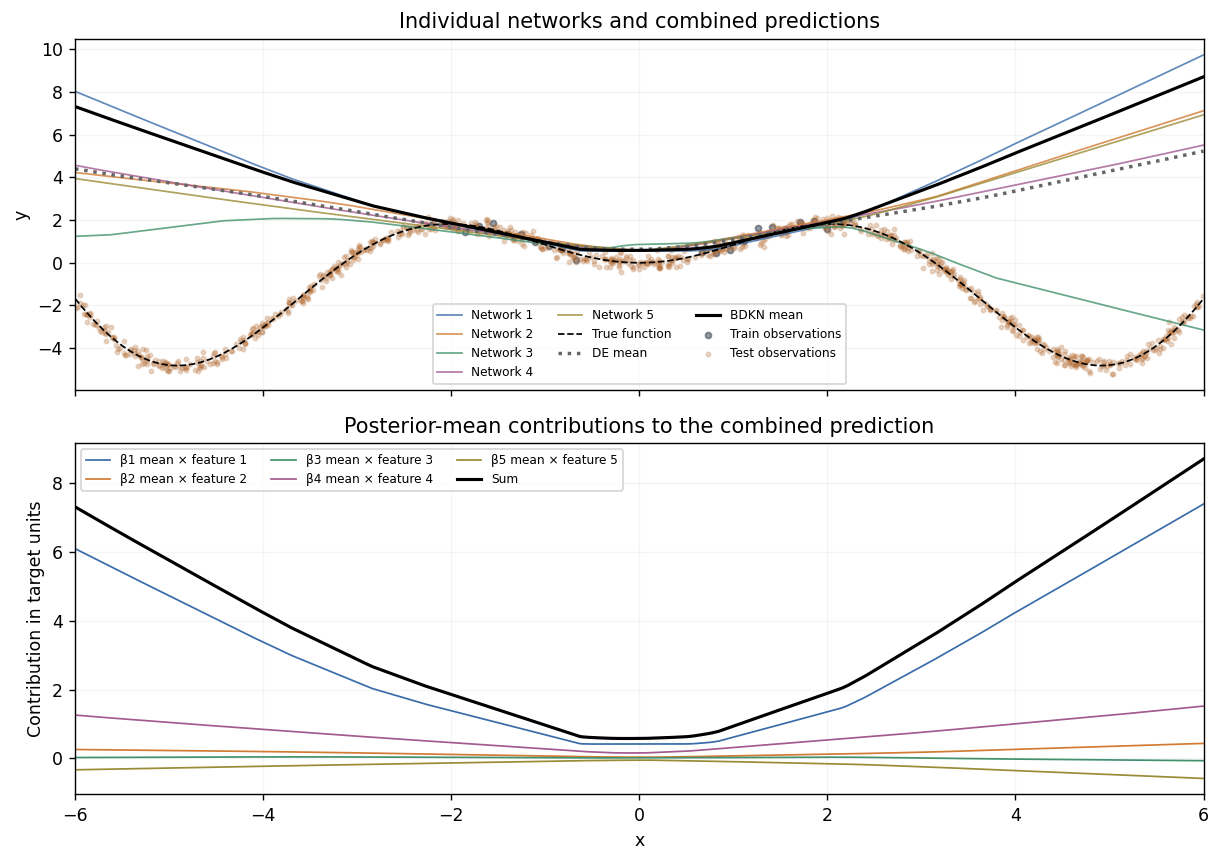 Individual networks and combined predictions
10
8
6
4
2
0
−2
−4
y
Network 1
Network 2
Network 3
Network 4
Network 5
True function
DE mean
BDKN mean
Train observations
Test observations
Posterior-mean contributions to the combined prediction
β1 mean × feature 1
β2 mean × feature 2
β3 mean × feature 3
β4 mean × feature 4
β5 mean × feature 5
Sum
8
6
4
2
0
Contribution in target units
−6 −4 −2 0 2 4 6
x